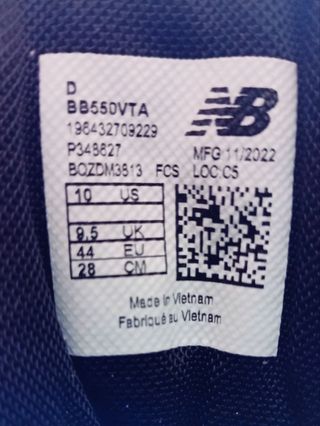 D
BB550VTA
NB
196432709229
P348627
MFG 11/2022
BOZDM3813 FCS LOC:C5
10 US
9.5 UK
44 EU
28 CM
Made in Vietnam
Fabriqué au Vietnam